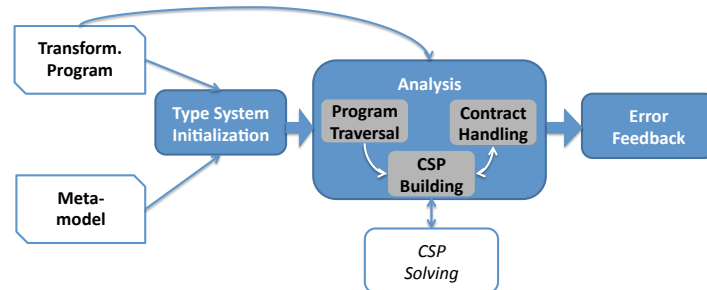 Transform.
Program
Type System
Initialization
Meta-
model
Analysis
Program
Traversal
Contract
Handling
CSP
Building
CSP
Solving
Error
Feedback